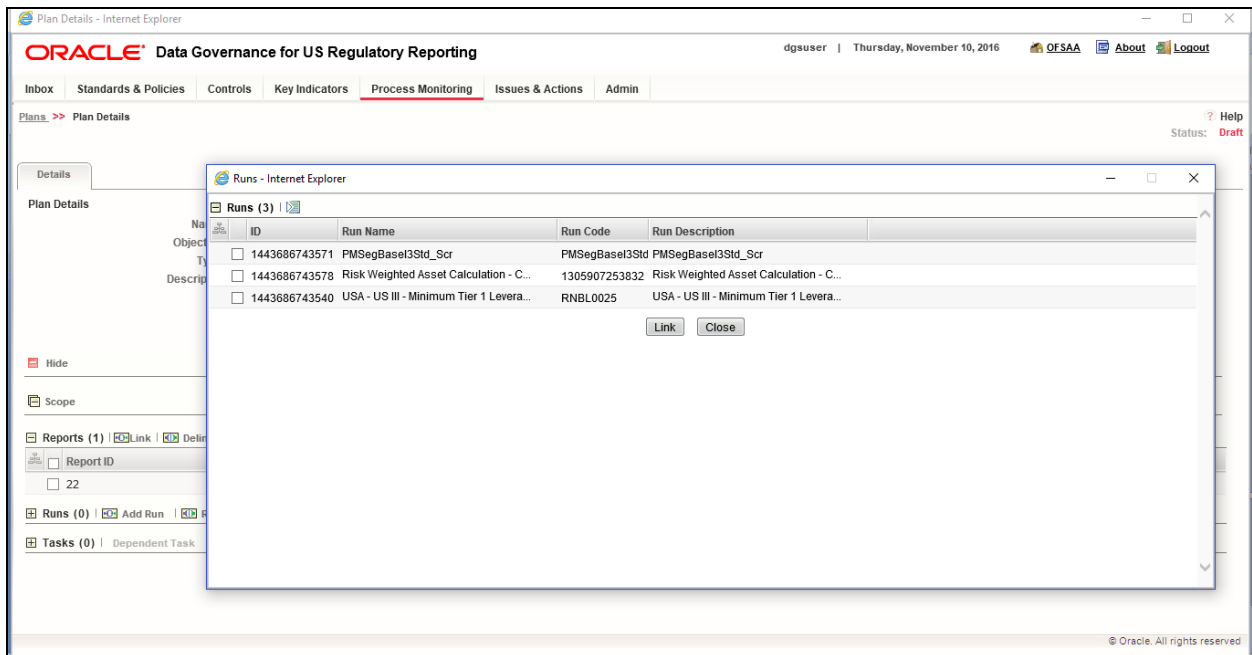 Plan Details - Internet Explorer
ORACLE® Data Governance for US Regulatory Reporting dgsuser | Thursday, November 10, 2016 OFSAA About Logout
Inbox Standards & Policies Controls Key Indicators Process Monitoring Issues & Actions Admin
Plans >> Plan Details ? Help
Status: Draft
Details
Plan Details
Na
Object
Ty
Descrip
Hide
Scope
Reports (1) | Link | Delin
Report ID
22
Runs (0) | Add Run | R
Tasks (0) | Dependent Task
Runs - Internet Explorer
Runs (3) |
ID Run Name Run Code Run Description
1443686743571 PMSegBasel3Std_Scr PMSegBasel3Std PMSegBasel3Std_Scr
1443686743578 Risk Weighted Asset Calculation - C... 1305907253832 Risk Weighted Asset Calculation - C...
1443686743540 USA - US III - Minimum Tier 1 Levera... RNBL0025 USA - US III - Minimum Tier 1 Levera...
Link Close
© Oracle. All rights reserved